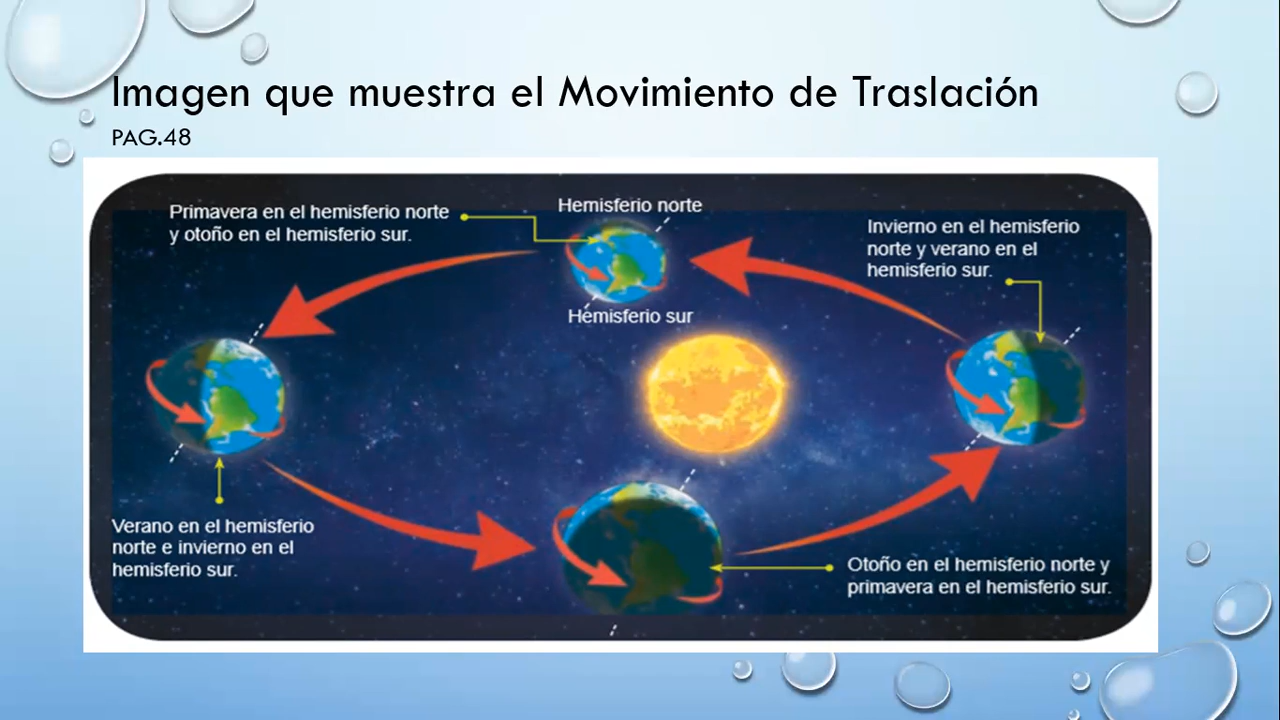 Imagen que muestra el Movimiento de Traslación
PAG.48
Primavera en el hemisferio norte
y otoño en el hemisferio sur.
Hemisferio norte
Invierno en el hemisferio
norte y verano en el
hemisferio sur.
Hemisferio sur
Verano en el hemisferio
norte e invierno en el
hemisferio sur.
Otoño en el hemisferio norte y
primavera en el hemisferio sur.